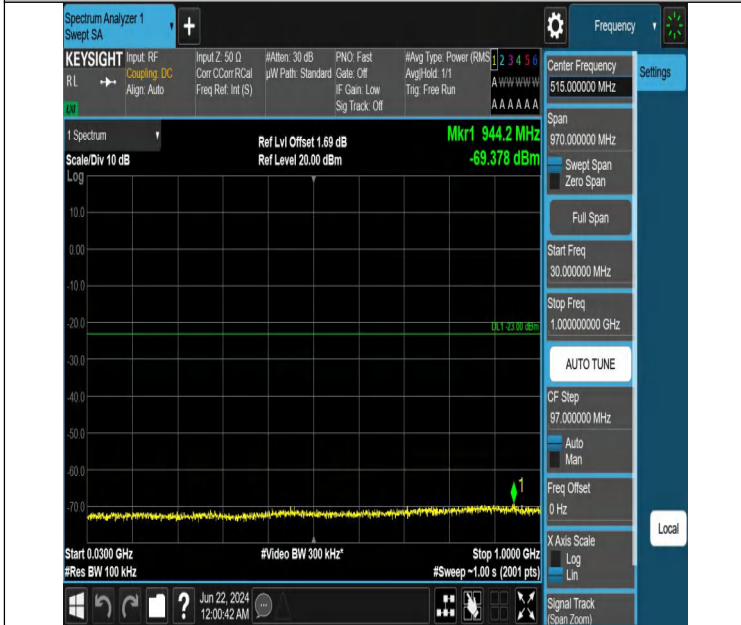 Spectrum Analyzer 1
Swept SA
+
Frequency
KEYSIGHT
RL
Input: RF
Coupling: DC
Align: Auto
Input Z: 50 Ω
Corr CCorr RCal
Freq Ref: Int (S)
#Atten: 30 dB
µW Path: Standard
PNO: Fast
Gate: Off
IF Gain: Low
Sig Track: Off
#Avg Type: Power (RMS
Avg|Hold: 1/1
Trig: Free Run
1 2 3 4 5 6
A W W W W W
A A A A A A
1 Spectrum
Scale/Div 10 dB
Ref Lvl Offset 1.69 dB
Ref Level 20.00 dBm
Mkr1 944.2 MHz
-69.378 dBm
Log
10.0
0.00
-10.0
-20.0
DL1 -23.00 dBm
-30.0
-40.0
-50.0
-60.0
1
-70.0
Start 0.0300 GHz
#Res BW 100 kHz
#Video BW 300 kHz*
Stop 1.0000 GHz
#Sweep ~1.00 s (2001 pts)
?
Jun 22, 2024
12:00:42 AM
Center Frequency
515.000000 MHz
Settings
Span
970.000000 MHz
Swept Span
Zero Span
Full Span
Start Freq
30.000000 MHz
Stop Freq
1.000000000 GHz
AUTO TUNE
CF Step
97.000000 MHz
Auto
Man
Freq Offset
0 Hz
Local
X Axis Scale
Log
Lin
Signal Track
(Span Zoom)